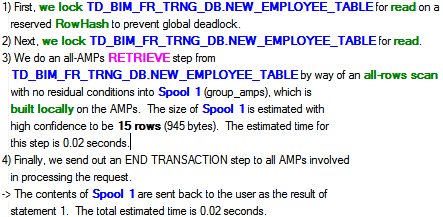 1) First, we lock TD_BIM_FR_TRNG_DB.NEW_EMPLOYEE_TABLE for read on a
reserved RowHash to prevent global deadlock.
2) Next, we lock TD_BIM_FR_TRNG_DB.NEW_EMPLOYEE_TABLE for read.
3) We do an all-AMPs RETRIEVE step from
TD_BIM_FR_TRNG_DB.NEW_EMPLOYEE_TABLE by way of an all-rows scan
with no residual conditions into Spool 1 (group_amps), which is
built locally on the AMPs. The size of Spool 1 is estimated with
high confidence to be 15 rows (945 bytes). The estimated time for
this step is 0.02 seconds.
4) Finally, we send out an END TRANSACTION step to all AMPs involved
in processing the request.
-> The contents of Spool 1 are sent back to the user as the result of
statement 1. The total estimated time is 0.02 seconds.